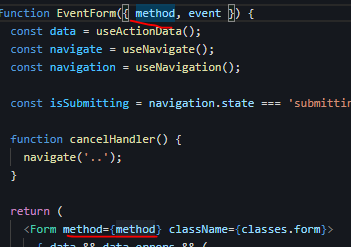 function EventForm({ method, event }) {
const data = useActionData();
const navigate = useNavigate();
const navigation = useNavigation();
const isSubmitting = navigation.state === 'submittin
function cancelHandler() {
navigate('..');
}
return (
<Form method={method} className={classes.form}>
{ data && data.errors && (